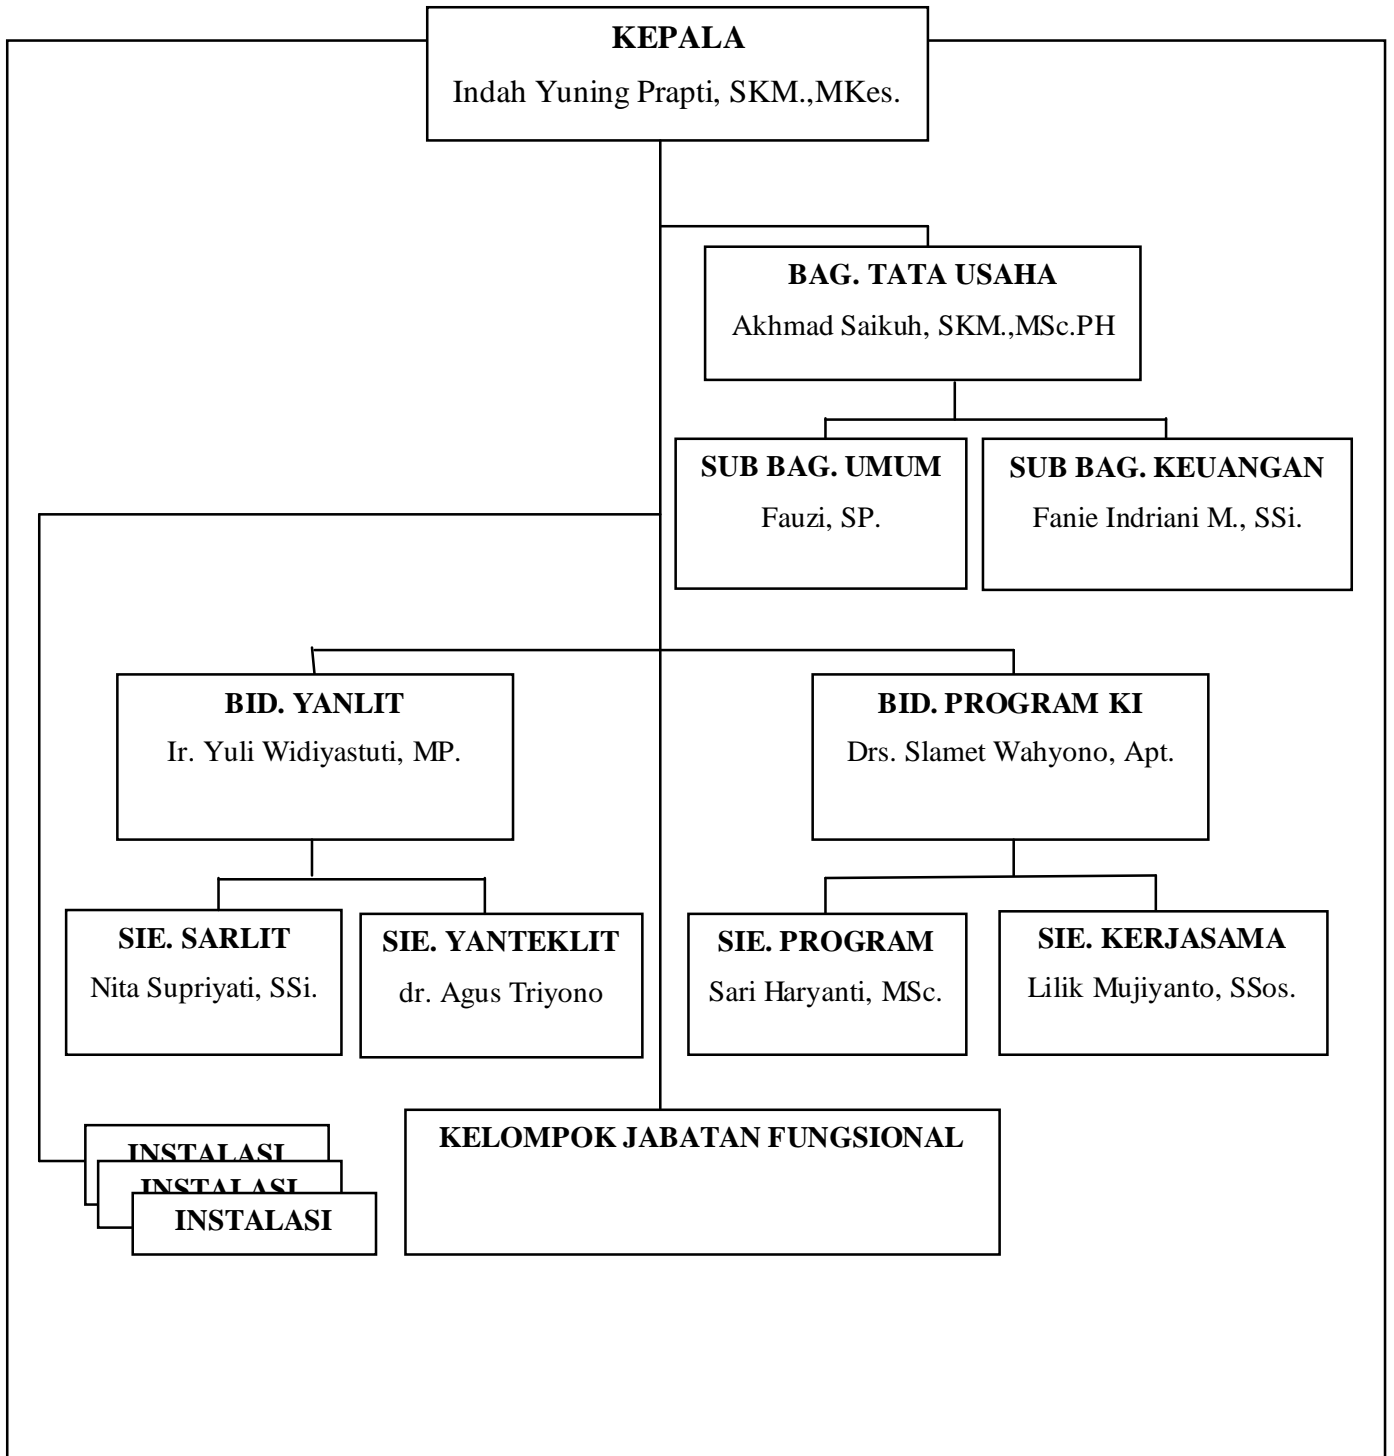 KEPALA
Indah Yuning Prapti, SKM.,MKes.
BAG. TATA USAHA
Akhmad Saikuh, SKM.,MSc.PH
SUB BAG. UMUM
Fauzi, SP.
SUB BAG. KEUANGAN
Fanie Indriani M., SSi.
BID. YANLIT
Ir. Yuli Widiyastuti, MP.
BID. PROGRAM KI
Drs. Slamet Wahyono, Apt.
SIE. SARLIT
Nita Supriyati, SSi.
SIE. YANTEKLIT
dr. Agus Triyono
SIE. PROGRAM
Sari Haryanti, MSc.
SIE. KERJASAMA
Lilik Mujiyanto, SSos.
INSTALASI
INSTALASI
INSTALASI
KELOMPOK JABATAN FUNGSIONAL